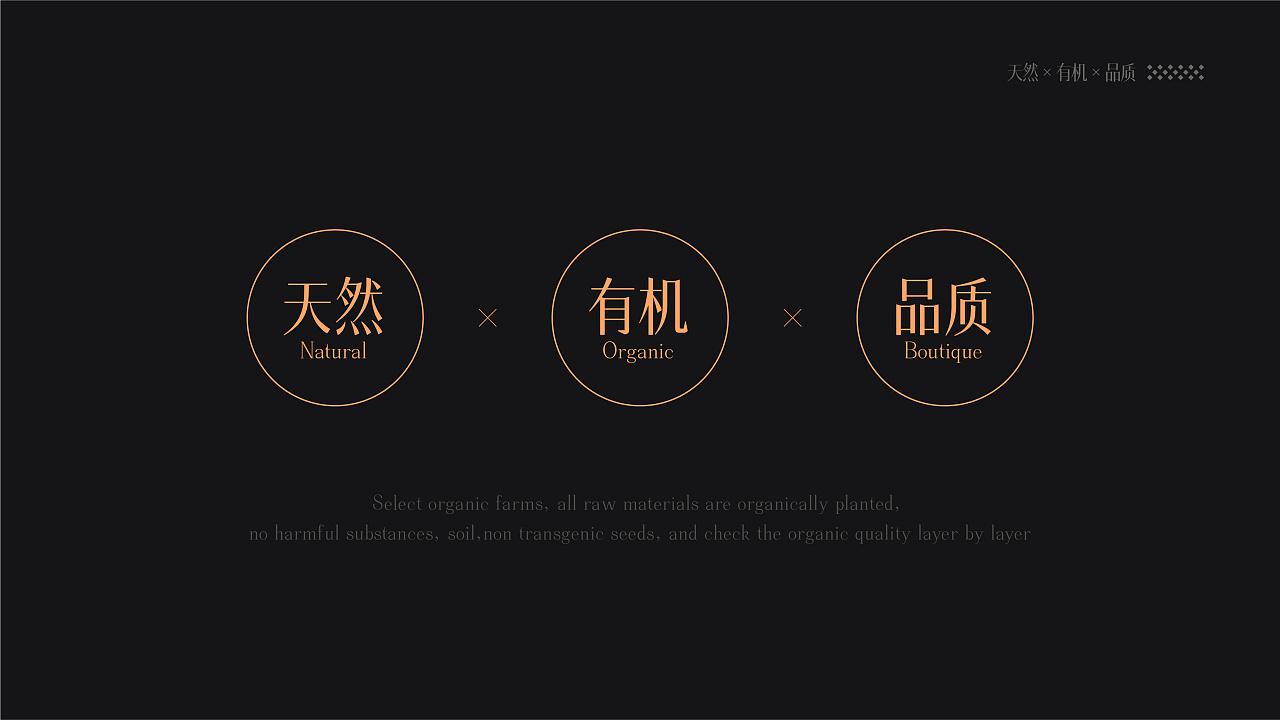 天然 × 有机 × 品质
天然 × 有机 × 品质
Natural Organic Boutique
Select organic farms, all raw materials are organically planted,
no harmful substances, soil,non transgenic seeds, and check the organic quality layer by layer